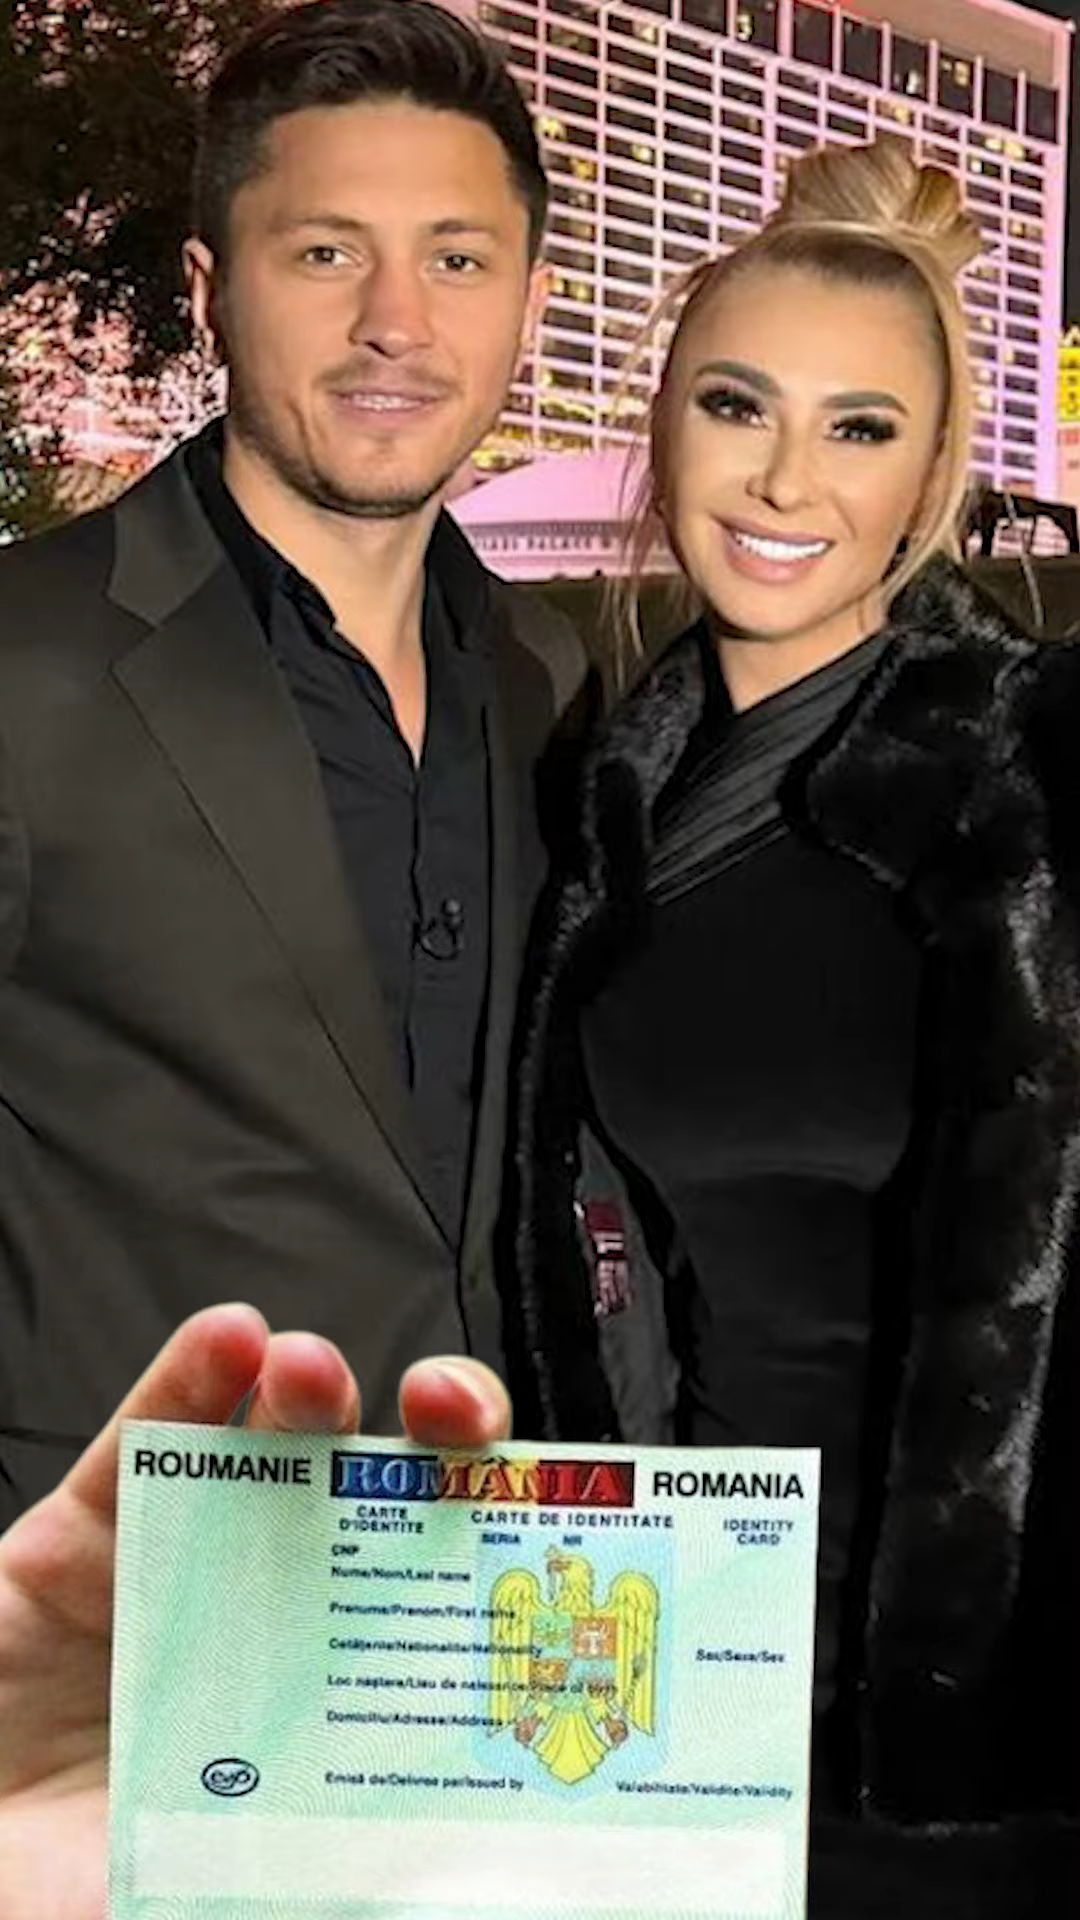 ROUMANIE ROMÂNIA ROMANIA
CARTE D'IDENTITE CARTE DE IDENTITATE IDENTITY CARD
SERIA NR
CNP
Nume/Nom/Last name
Prenume/Prenom/First name
Cetăţenie/Nationalite/Nationality Sex/Sexe/Sex
Loc naştere/Lieu de naissance/Place of birth
Domiciliu/Adresse/Address
Emisă de/Delivree par/Issued by Valabilitate/Validite/Validity